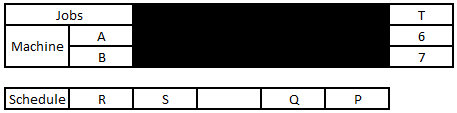 Jobs T
Machine A 6
B 7
Schedule R S Q P